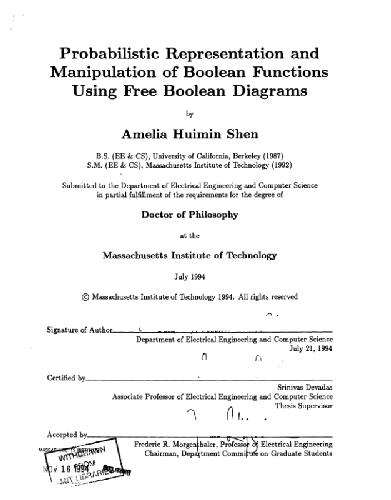 Probabilistic Representation and
Manipulation of Boolean Functions
Using Free Boolean Diagrams
by
Amelia Huimin Shen
B.S. (EE & CS), University of California, Berkeley (1987)
S.M. (EE & CS), Massachusetts Institute of Technology (1992)
Submitted to the Department of Electrical Engineering and Computer Science
in partial fulfillment of the requirements for the degree of
Doctor of Philosophy
at the
Massachusetts Institute of Technology
July 1994
© Massachusetts Institute of Technology 1994. All rights reserved
Signature of Author
Department of Electrical Engineering and Computer Science
July 21, 1994
Certified by
Srinivas Devadas
Associate Professor of Electrical Engineering and Computer Science
Thesis Supervisor
Accepted by
Frederic R. Morgenthaler, Professor of Electrical Engineering
Chairman, Department Committee on Graduate Students
WITHDRAWN
FROM
MIT LIBRARIES